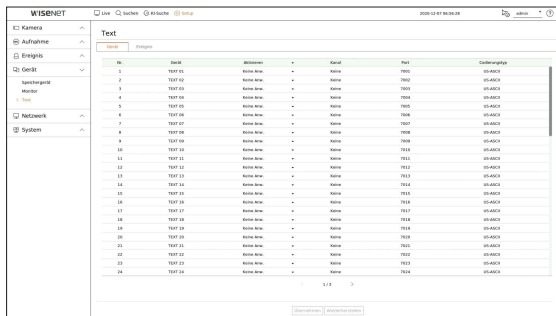 WISENET Live Suchen KI-Suche Setup 2020-12-07 06:56:28 admin
Kamera
Aufnahme
Ereignis
Gerät
Speichergerät
Monitor
Text
Netzwerk
System
Text
Gerät Ereignis
Nr. Gerät Aktivieren Kanal Port Codierungstyp
1 TEXT 01 Keine Anw. Keine 7001 US-ASCII
2 TEXT 02 Keine Anw. Keine 7002 US-ASCII
3 TEXT 03 Keine Anw. Keine 7003 US-ASCII
4 TEXT 04 Keine Anw. Keine 7004 US-ASCII
5 TEXT 05 Keine Anw. Keine 7005 US-ASCII
6 TEXT 06 Keine Anw. Keine 7006 US-ASCII
7 TEXT 07 Keine Anw. Keine 7007 US-ASCII
8 TEXT 08 Keine Anw. Keine 7008 US-ASCII
9 TEXT 09 Keine Anw. Keine 7009 US-ASCII
10 TEXT 10 Keine Anw. Keine 7010 US-ASCII
11 TEXT 11 Keine Anw. Keine 7011 US-ASCII
12 TEXT 12 Keine Anw. Keine 7012 US-ASCII
13 TEXT 13 Keine Anw. Keine 7013 US-ASCII
14 TEXT 14 Keine Anw. Keine 7014 US-ASCII
15 TEXT 15 Keine Anw. Keine 7015 US-ASCII
16 TEXT 16 Keine Anw. Keine 7016 US-ASCII
17 TEXT 17 Keine Anw. Keine 7017 US-ASCII
18 TEXT 18 Keine Anw. Keine 7018 US-ASCII
19 TEXT 19 Keine Anw. Keine 7019 US-ASCII
20 TEXT 20 Keine Anw. Keine 7020 US-ASCII
21 TEXT 21 Keine Anw. Keine 7021 US-ASCII
22 TEXT 22 Keine Anw. Keine 7022 US-ASCII
23 TEXT 23 Keine Anw. Keine 7023 US-ASCII
24 TEXT 24 Keine Anw. Keine 7024 US-ASCII
1 / 3
Übernehmen Wiederherstellen